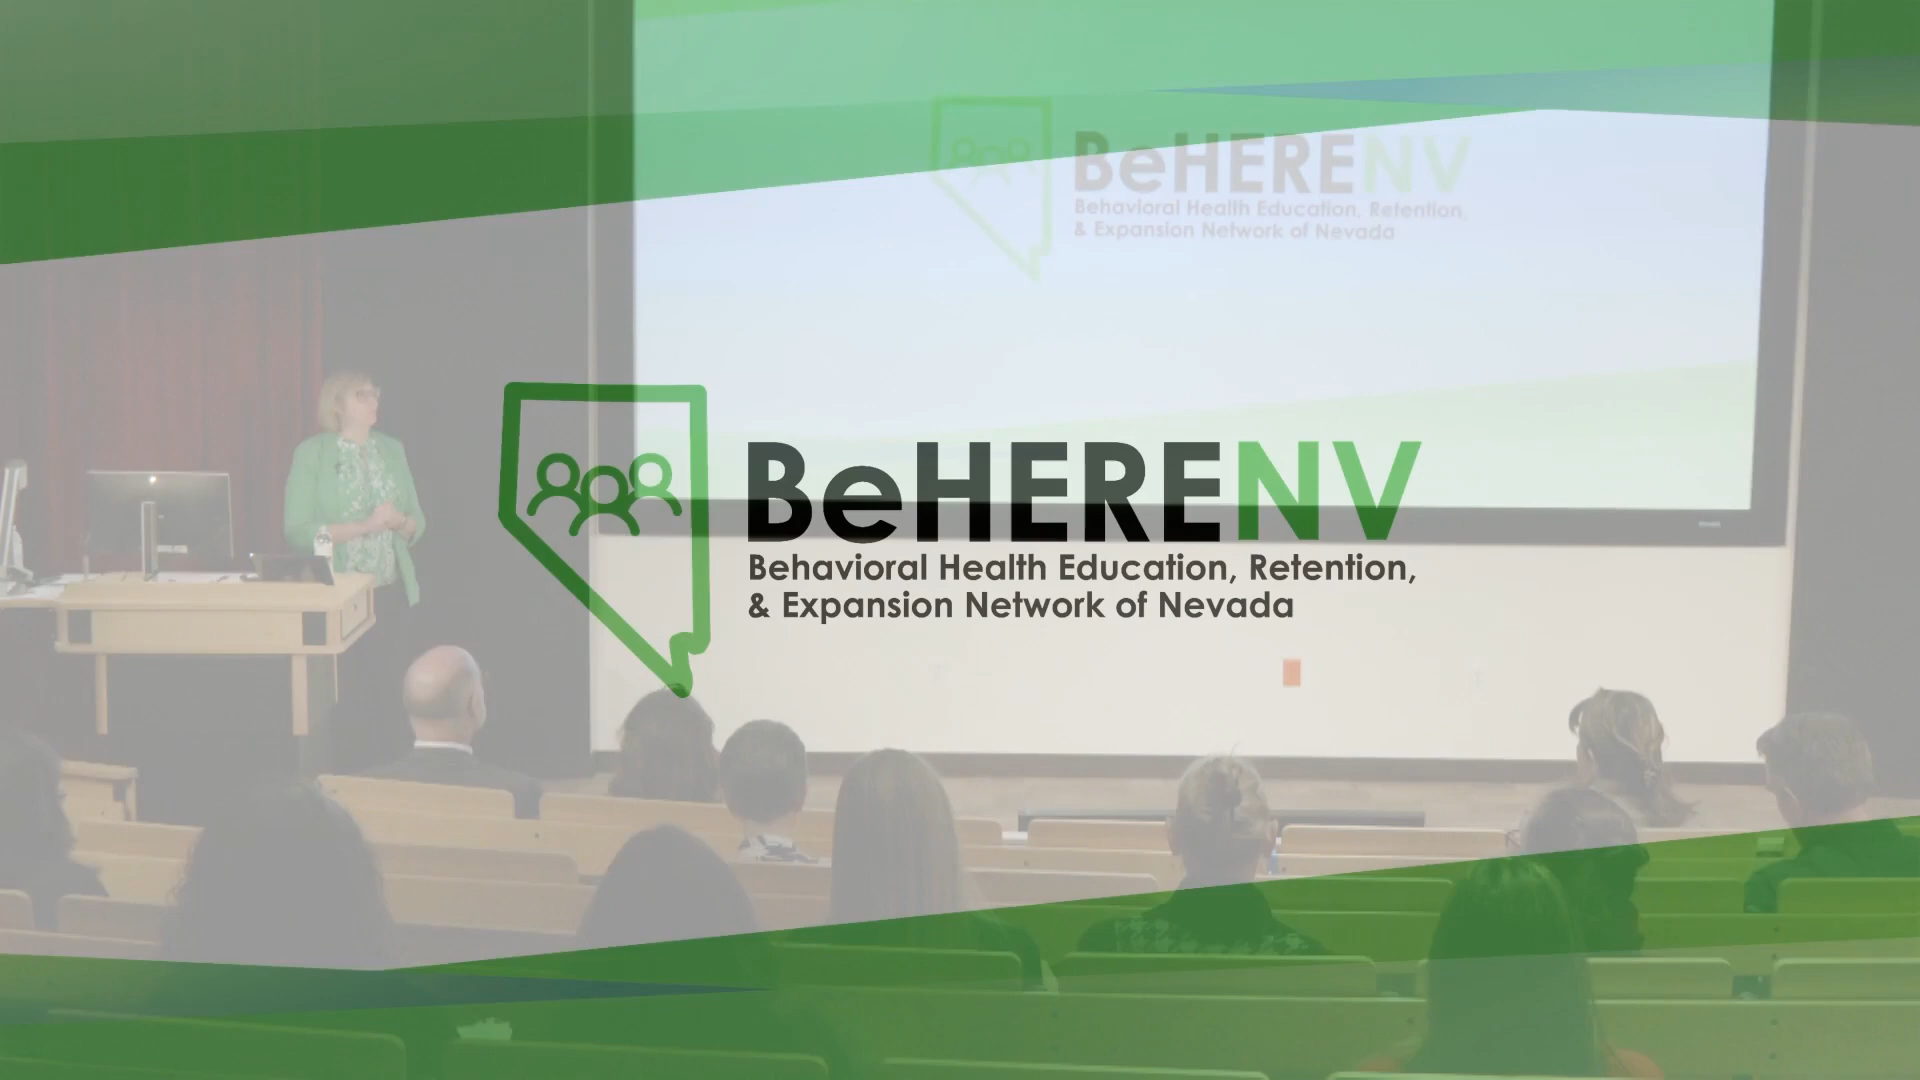 BeHERENV
Behavioral Health Education, Retention,
& Expansion Network of Nevada
BeHERENV
Behavioral Health Education, Retention,
& Expansion Network of Nevada